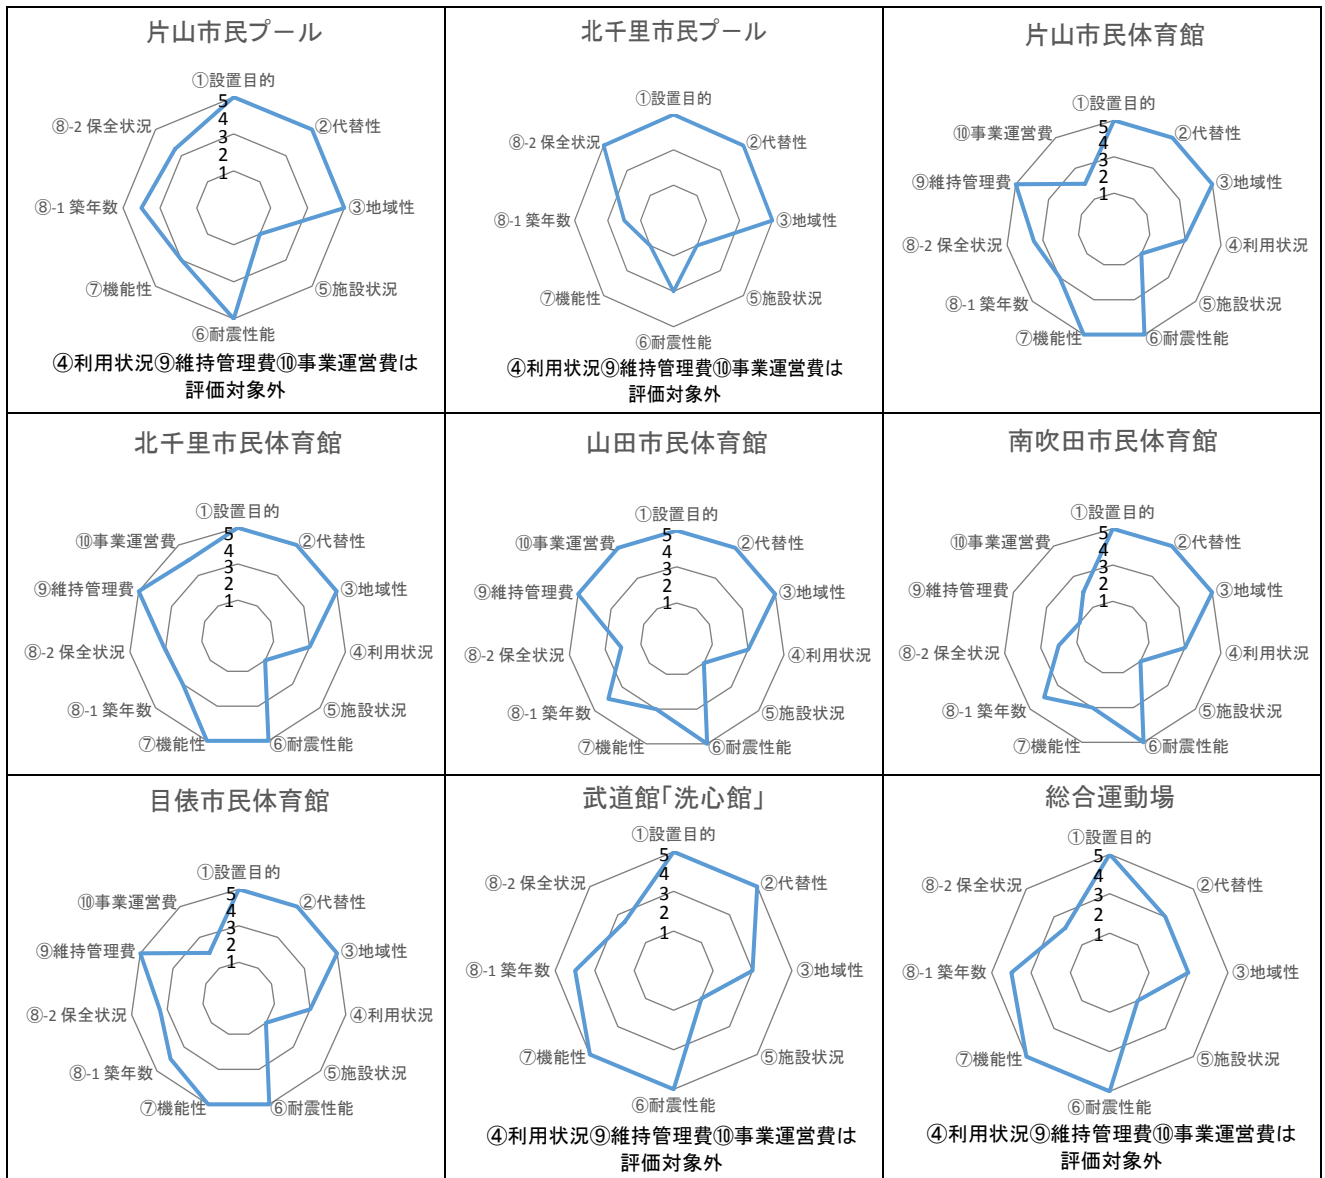 片山市民プール
①設置目的
5
4
3
2
1
②代替性
③地域性
⑤施設状況
⑥耐震性能
⑦機能性
⑧-1 築年数
⑧-2 保全状況
④利用状況⑨維持管理費⑩事業運営費は
評価対象外
北千里市民プール
①設置目的
②代替性
③地域性
⑤施設状況
⑥耐震性能
⑦機能性
⑧-1 築年数
⑧-2 保全状況
④利用状況⑨維持管理費⑩事業運営費は
評価対象外
片山市民体育館
①設置目的
5
4
3
2
1
②代替性
③地域性
④利用状況
⑤施設状況
⑥耐震性能
⑦機能性
⑧-1 築年数
⑧-2 保全状況
⑨維持管理費
⑩事業運営費
北千里市民体育館
①設置目的
5
4
3
2
1
②代替性
③地域性
④利用状況
⑤施設状況
⑥耐震性能
⑦機能性
⑧-1 築年数
⑧-2 保全状況
⑨維持管理費
⑩事業運営費
山田市民体育館
①設置目的
5
4
3
2
1
②代替性
③地域性
④利用状況
⑤施設状況
⑥耐震性能
⑦機能性
⑧-1 築年数
⑧-2 保全状況
⑨維持管理費
⑩事業運営費
南吹田市民体育館
①設置目的
5
4
3
2
1
②代替性
③地域性
④利用状況
⑤施設状況
⑥耐震性能
⑦機能性
⑧-1 築年数
⑧-2 保全状況
⑨維持管理費
⑩事業運営費
目俵市民体育館
①設置目的
5
4
3
2
1
②代替性
③地域性
④利用状況
⑤施設状況
⑥耐震性能
⑦機能性
⑧-1 築年数
⑧-2 保全状況
⑨維持管理費
⑩事業運営費
武道館「洗心館」
①設置目的
5
4
3
2
1
②代替性
③地域性
⑤施設状況
⑥耐震性能
⑦機能性
⑧-1 築年数
⑧-2 保全状況
④利用状況⑨維持管理費⑩事業運営費は
評価対象外
総合運動場
①設置目的
5
4
3
2
1
②代替性
③地域性
⑤施設状況
⑥耐震性能
⑦機能性
⑧-1 築年数
⑧-2 保全状況
④利用状況⑨維持管理費⑩事業運営費は
評価対象外